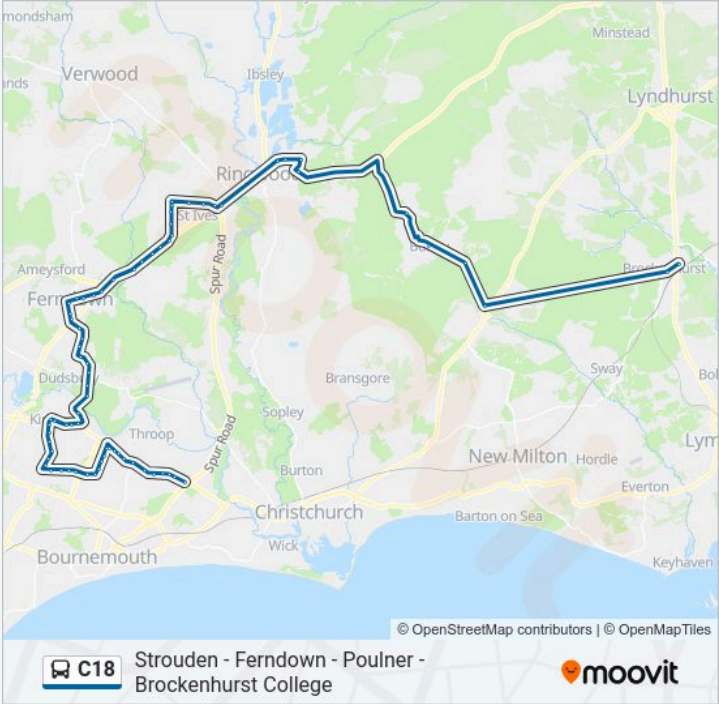 mondsham
Minstead
Verwood
Ibsley
ands
Lyndhurst
St Ives
Spur Road
Ameysford
Ferndown
Dudsbury
Bransgore
Sway
Sopley
Throop
Spur Road
Lym
New Milton
Hordle
Burton
Everton
Christchurch
Barton on Sea
Wick
Bournemouth
Keyhaven
© OpenStreetMap contributors | © OpenMapTiles
C18
Strouden - Ferndown - Poulner -
Brockenhurst College
moovit